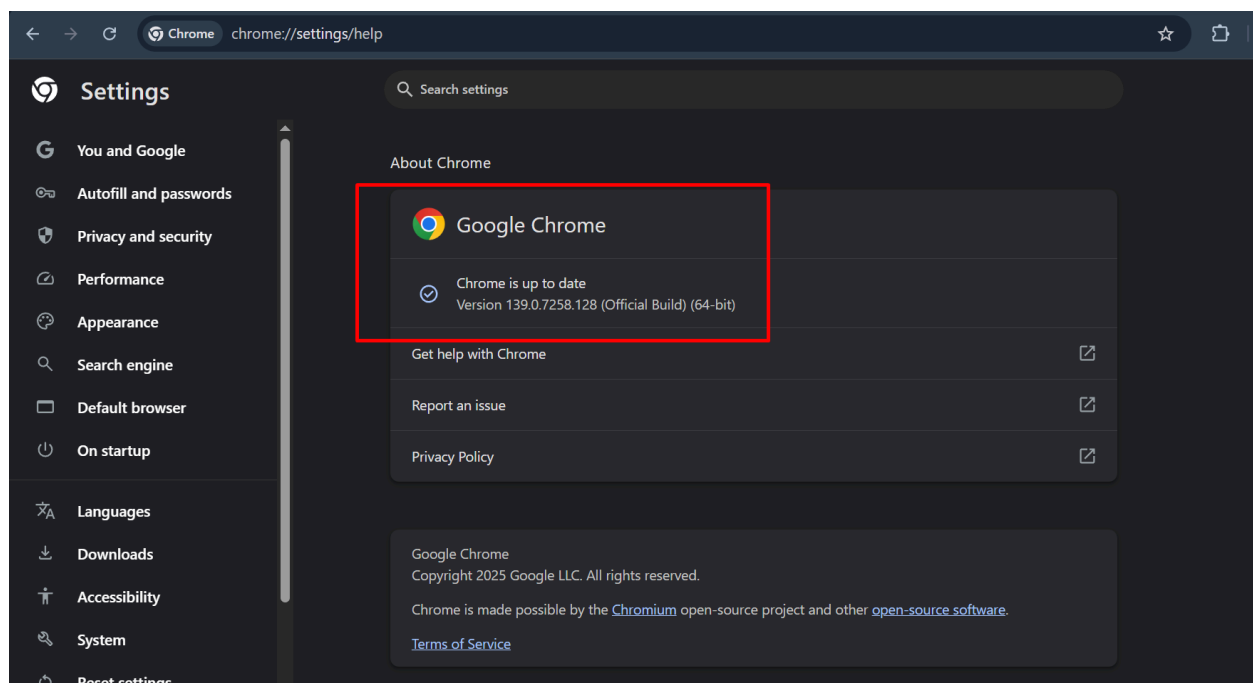 Chrome chrome://settings/help
Settings
Search settings
You and Google
Autofill and passwords
Privacy and security
Performance
Appearance
Search engine
Default browser
On startup
Languages
Downloads
Accessibility
System
Reset settings
About Chrome
Google Chrome
Chrome is up to date
Version 139.0.7258.128 (Official Build) (64-bit)
Get help with Chrome
Report an issue
Privacy Policy
Google Chrome
Copyright 2025 Google LLC. All rights reserved.
Chrome is made possible by the Chromium open-source project and other open-source software.
Terms of Service